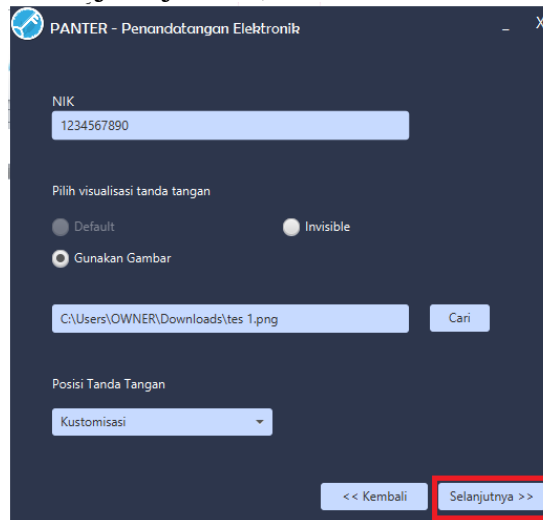 PANTER - Penandatangan Elektronik
_ X
NIK
1234567890
Pilih visualisasi tanda tangan
Default
Invisible
Gunakan Gambar
C:\Users\OWNER\Downloads\tes 1.png
Cari
Posisi Tanda Tangan
Kustomisasi
<< Kembali
Selanjutnya >>